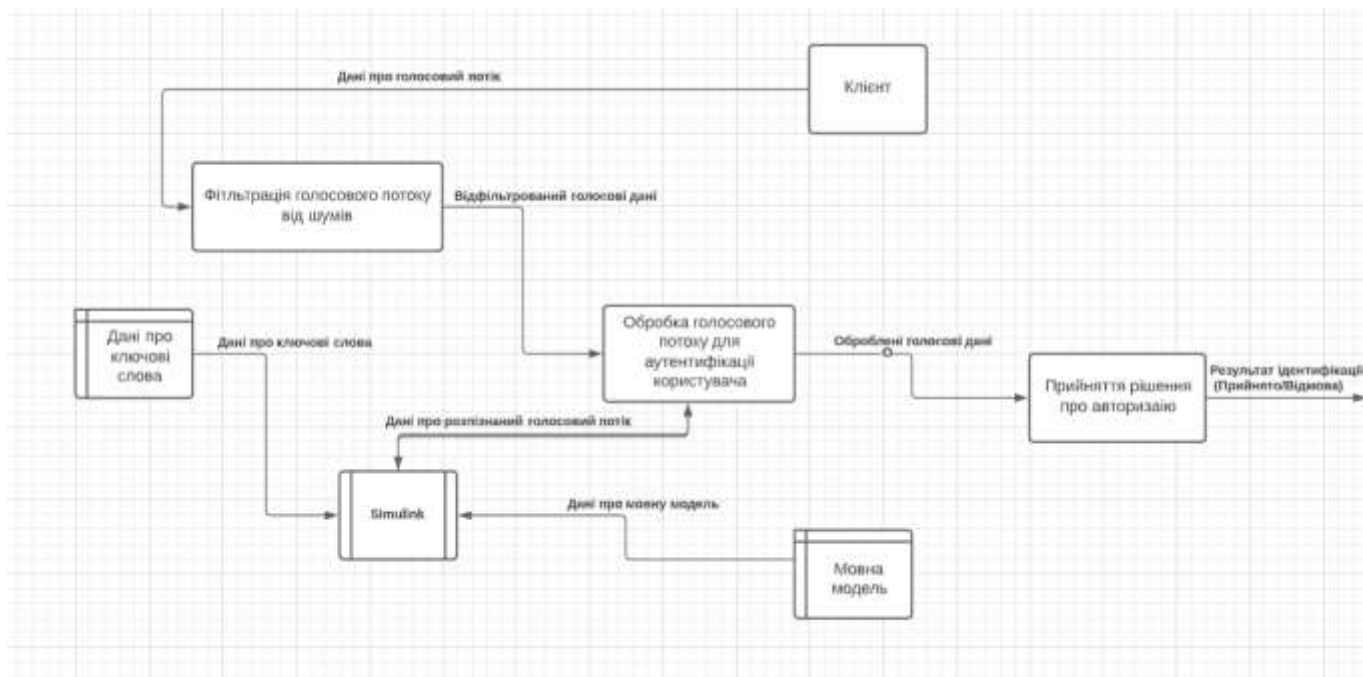 Дані про голосовий потік
Клієнт
Фітльтрація голосового потоку
від шумів
Відфільтрований голосові дані
Дані про
ключові
слова
Дані про ключові слова
Обробка голосового
потоку для
аутентифікації
користувача
Оброблені голосові дані
Прийняття рішення
про авторизаію
Результат ідентифікації
(Прийнято/Відмова)
Дані про розпізнаний голосовий потік
Simulink
Дані про мовну модель
Мовна
модель